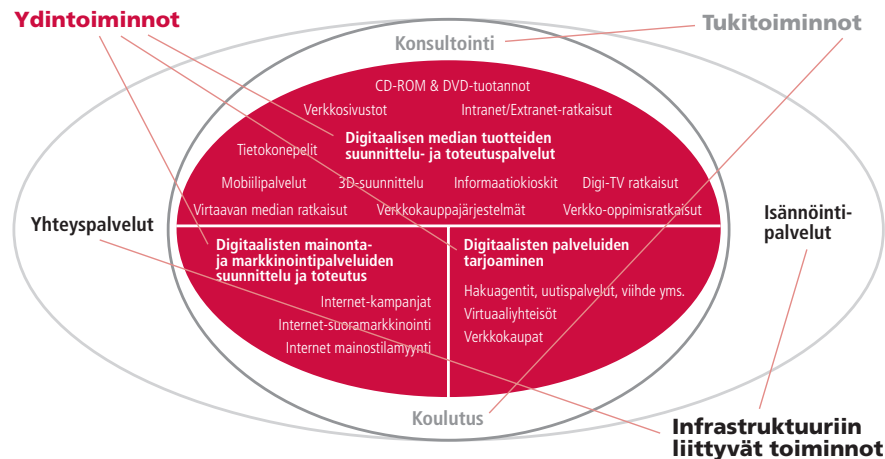 Ydintoiminnot
Tukitoiminnot
Konsultointi
CD-ROM & DVD-tuotannot
Verkkosivustot
Intranet/Extranet-ratkaisut
Tietokonepelit
Digitaalisen median tuotteiden
suunnittelu- ja toteutuspalvelut
Mobiilipalvelut
3D-suunnittelu
Informaatiokioskit
Digi-TV ratkaisut
Virtaavan median ratkaisut
Verkkokauppajärjestelmät
Verkko-oppimisratkaisut
Yhteyspalvelut
Isännöinti-
palvelut
Digitaalisten mainonta-
ja markkinointipalveluiden
suunnittelu ja toteutus
Internet-kampanjat
Internet-suoramarkkinointi
Internet mainostilamyynti
Digitaalisten palveluiden
tarjoaminen
Hakuagentit, uutispalvelut, viihde yms.
Virtuaaliyhteisöt
Verkkokaupat
Koulutus
Infrastruktuuriin
liittyvät toiminnot